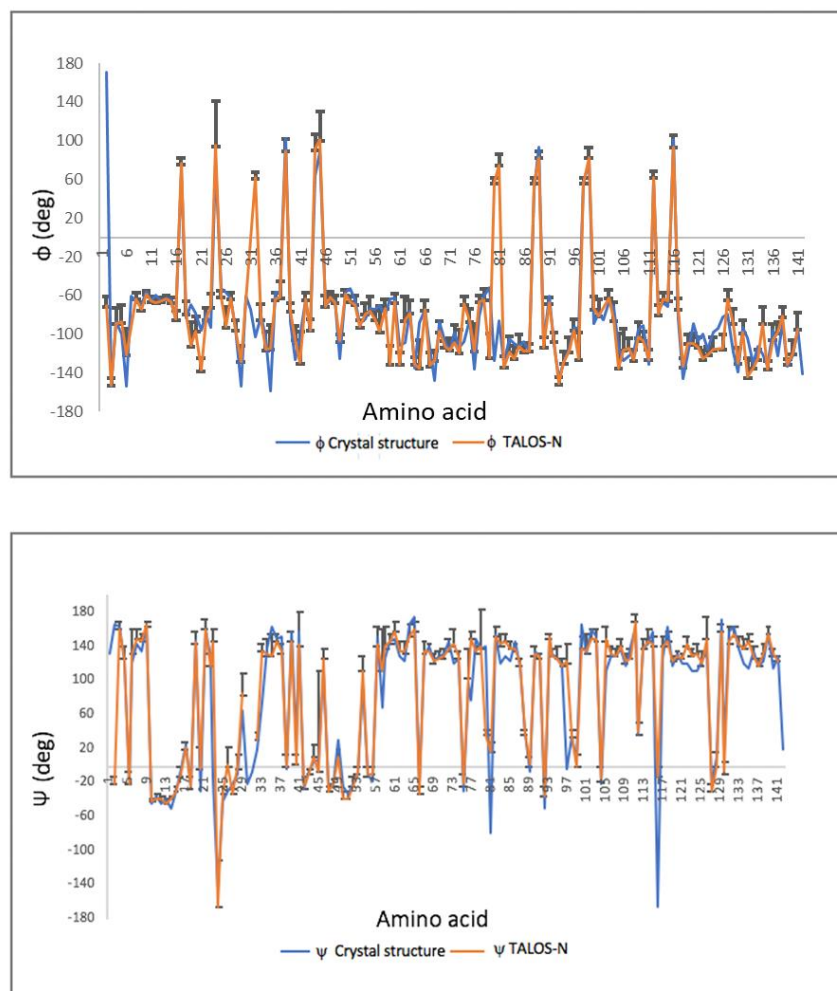 180
140
100
60
20
-20
-60
-100
-140
-180
ϕ (deg)
1 6 11 16 21 26 31 36 41 46 51 56 61 66 71 76 81 86 91 96 101 106 111 116 121 126 131 136 141
Amino acid
ϕ Crystal structure ϕ TALOS-N
180
140
100
60
20
-20
-60
-100
-140
-180
Ψ (deg)
1 5 9 13 17 21 25 29 33 37 41 45 49 53 57 61 65 69 73 77 81 85 89 93 97 101 105 109 113 117 121 125 129 133 137 141
Amino acid
Ψ Crystal structure Ψ TALOS-N